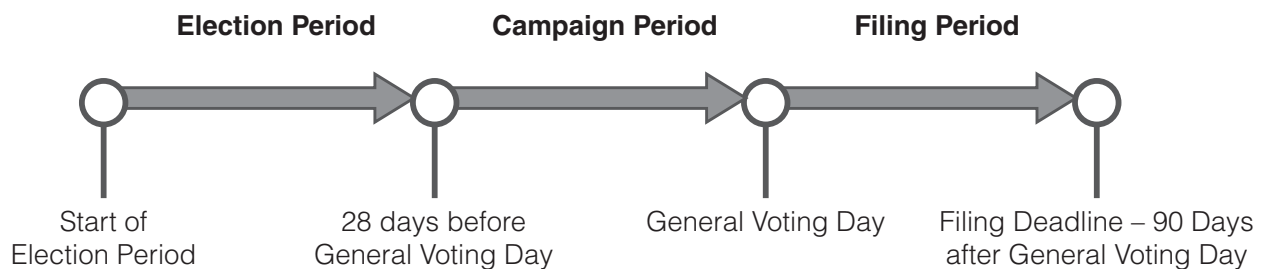 Election Period
Campaign Period
Filing Period
Start of
Election Period
28 days before
General Voting Day
General Voting Day
Filing Deadline – 90 Days
after General Voting Day